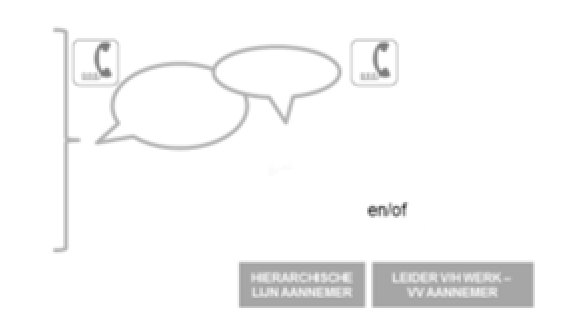 en/of
HIERARCHISCHE
LIJN AANNEMER
LEIDER V/H WERK –
VV AANNEMER